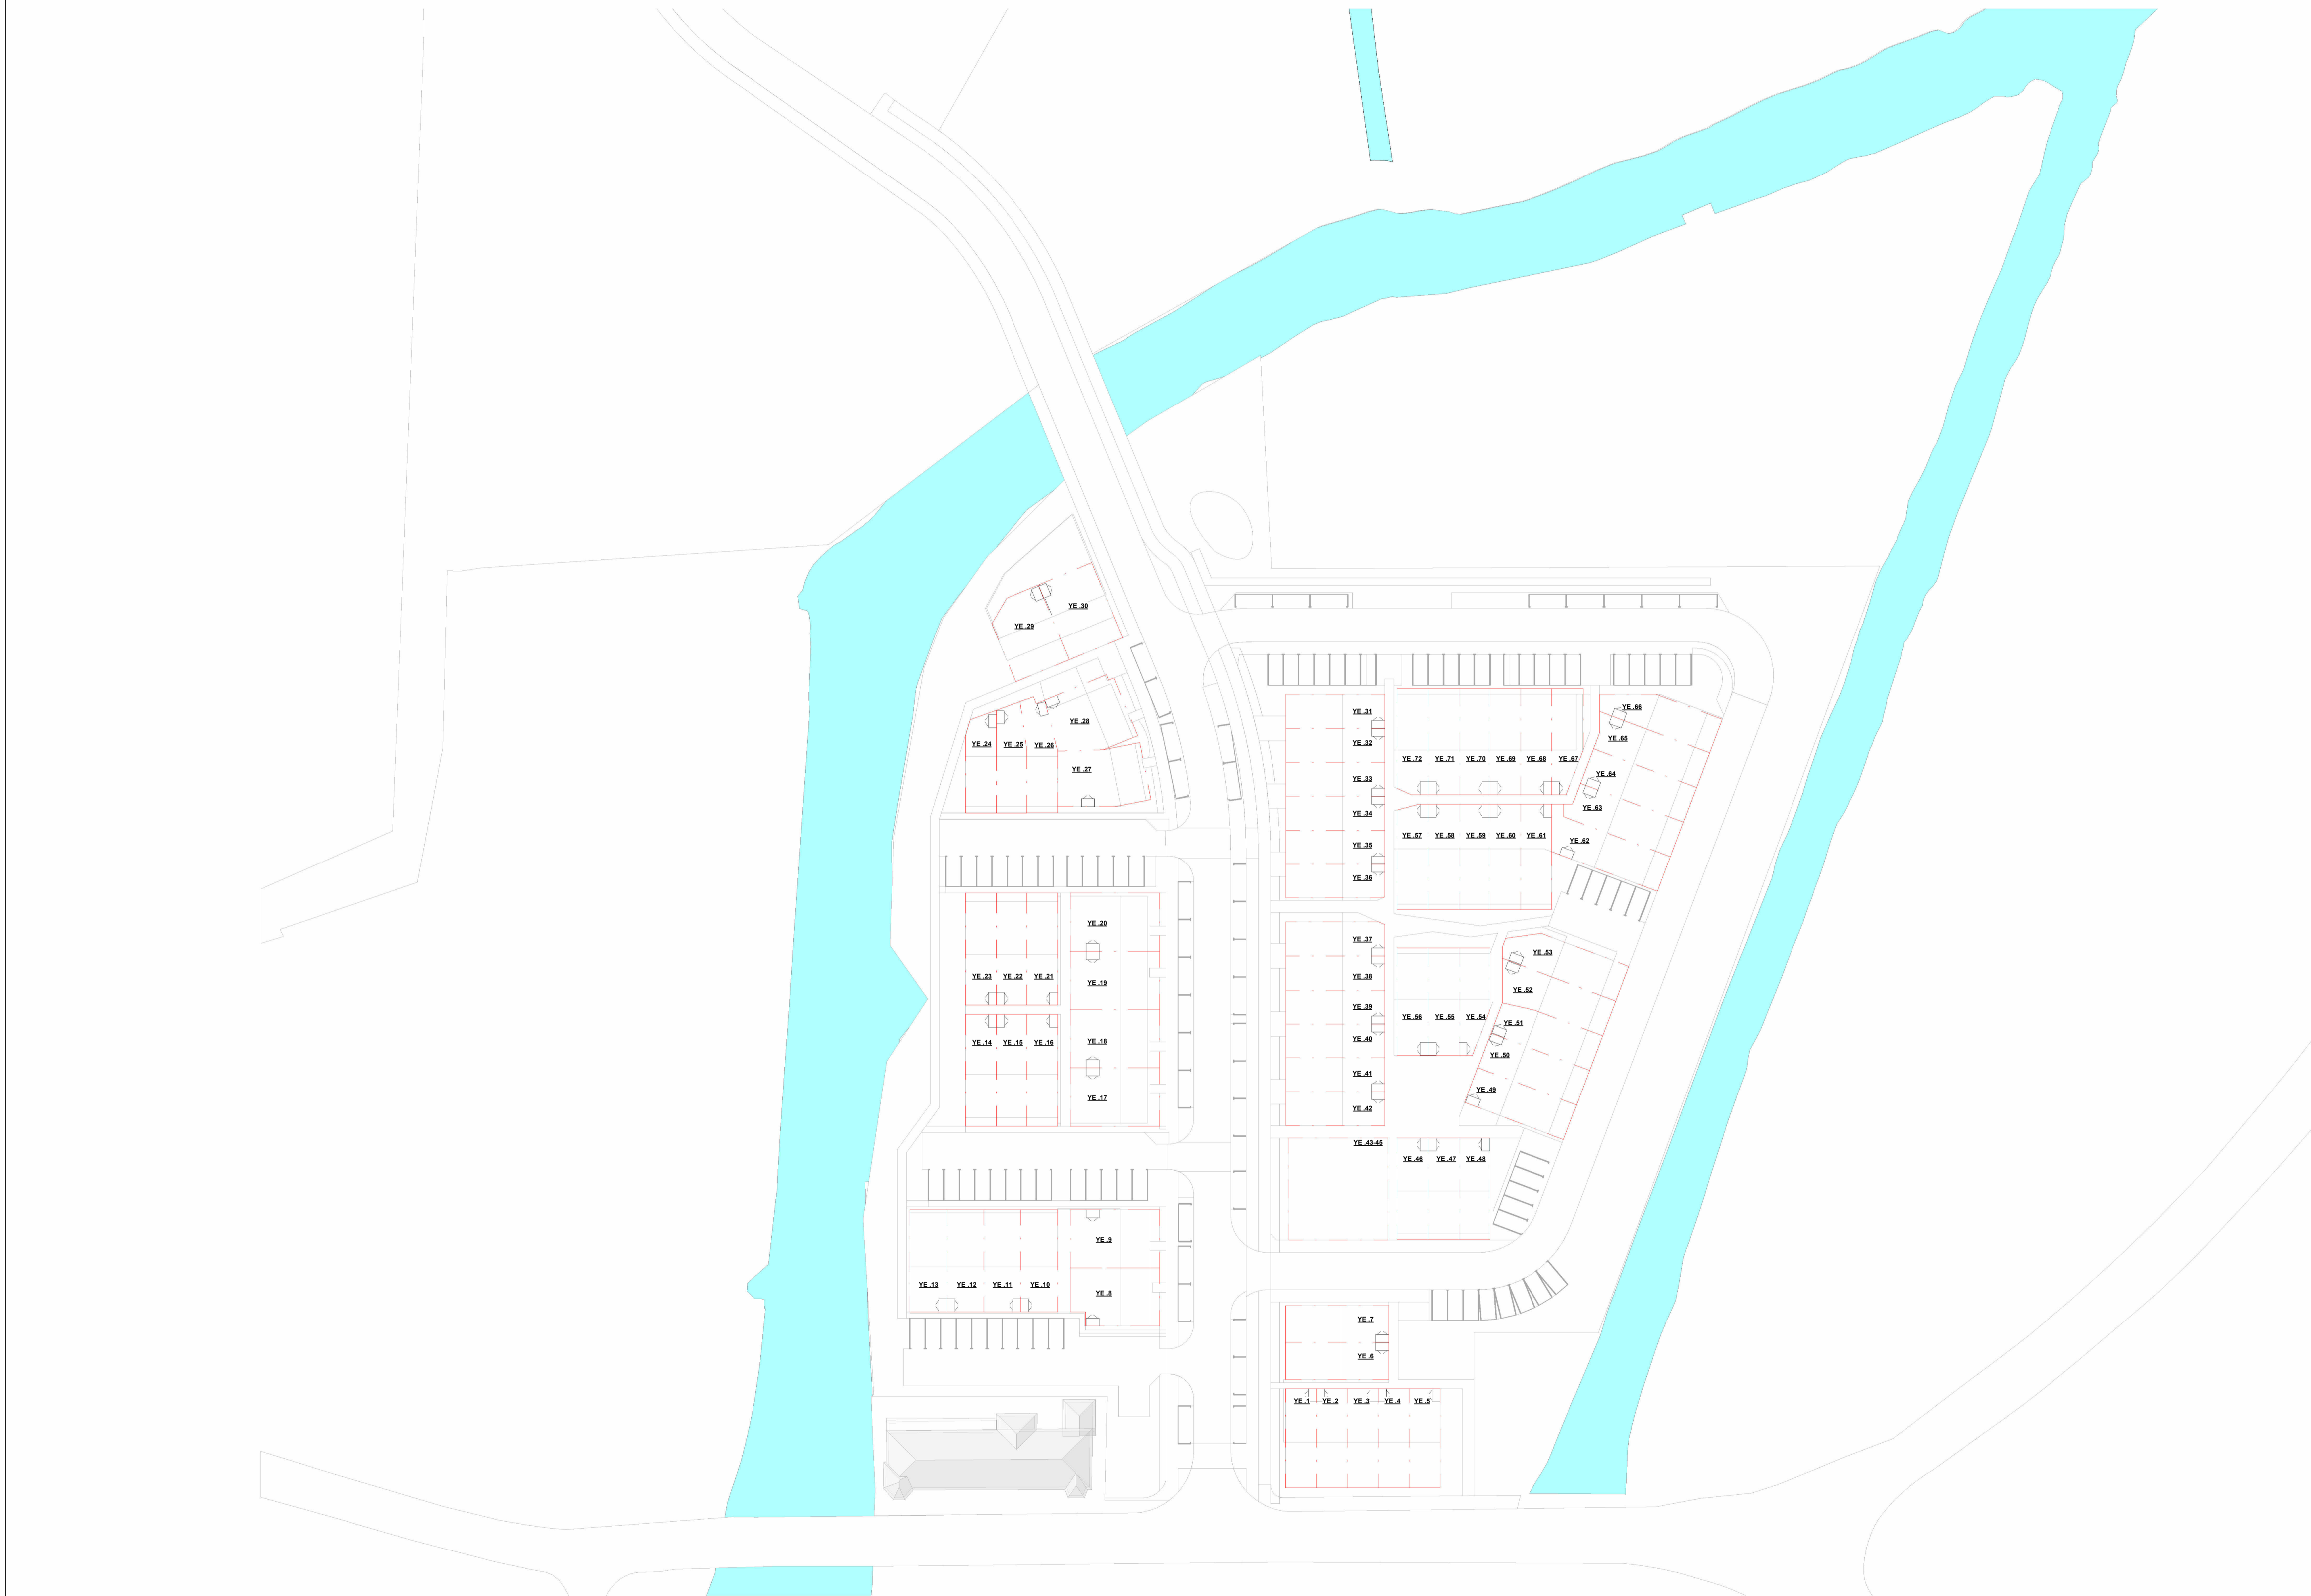 YE .30
YE .29
YE .28
YE .24
YE .25
YE .26
YE .27
YE .31
YE .32
YE .33
YE .34
YE .35
YE .36
YE .66
YE .65
YE .72
YE .71
YE .70
YE .69
YE .68
YE .67
YE .64
YE .63
YE .57
YE .58
YE .59
YE .60
YE .61
YE .62
YE .20
YE .23
YE .22
YE .21
YE .19
YE .14
YE .15
YE .16
YE .18
YE .17
YE .37
YE .38
YE .39
YE .40
YE .41
YE .42
YE .53
YE .52
YE .56
YE .55
YE .54
YE .51
YE .50
YE .49
YE .43-45
YE .46
YE .47
YE .48
YE .9
YE .13
YE .12
YE .11
YE .10
YE .8
YE .7
YE .6
YE .1
YE .2
YE .3
YE .4
YE .5